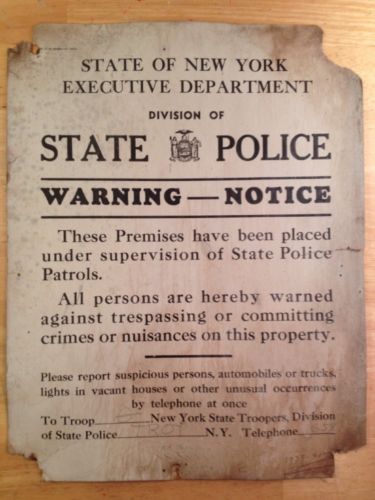 STATE OF NEW YORK
EXECUTIVE DEPARTMENT
DIVISION OF
STATE POLICE
WARNING — NOTICE
These Premises have been placed
under supervision of State Police
Patrols.
All persons are hereby warned
against trespassing or committing
crimes or nuisances on this property.
Please report suspicious persons, automobiles or trucks,
lights in vacant houses or other unusual occurrences
by telephone at once
To Troop New York State Troopers, Division
of State Police N. Y. Telephone